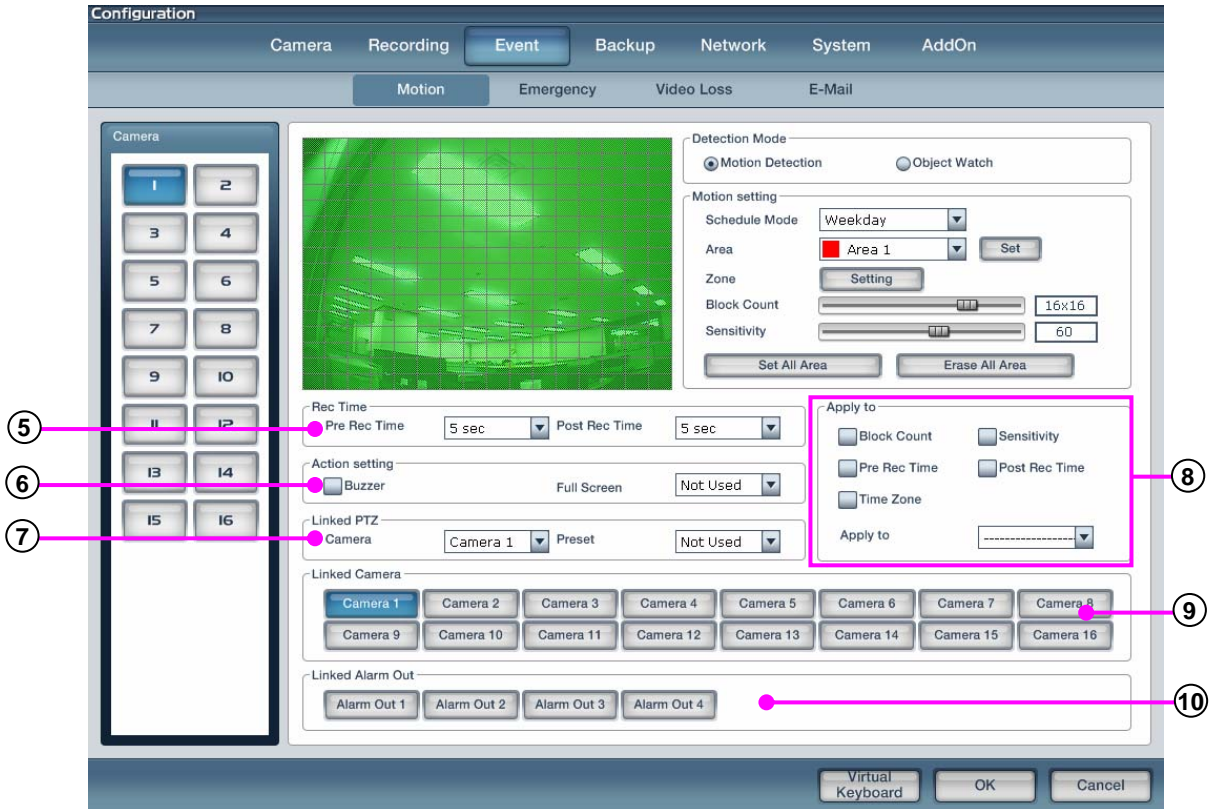 Configuration
Camera Recording Event Backup Network System AddOn
Motion Emergency Video Loss E-Mail
Camera
1 2
3 4
5 6
7 8
9 10
11 12
13 14
15 16
Detection Mode
Motion Detection Object Watch
Motion setting
Schedule Mode Weekday
Area Area 1 Set
Zone Setting
Block Count 16x16
Sensitivity 60
Set All Area Erase All Area
5
Rec Time
Pre Rec Time 5 sec Post Rec Time 5 sec
6
Action setting
Buzzer Full Screen Not Used
7
Linked PTZ
Camera Camera 1 Preset Not Used
Apply to
Block Count Sensitivity
Pre Rec Time Post Rec Time
Time Zone
Apply to ------------------
8
Linked Camera
Camera 1 Camera 2 Camera 3 Camera 4 Camera 5 Camera 6 Camera 7 Camera 8
Camera 9 Camera 10 Camera 11 Camera 12 Camera 13 Camera 14 Camera 15 Camera 16
9
Linked Alarm Out
Alarm Out 1 Alarm Out 2 Alarm Out 3 Alarm Out 4
10
Virtual
Keyboard
OK Cancel